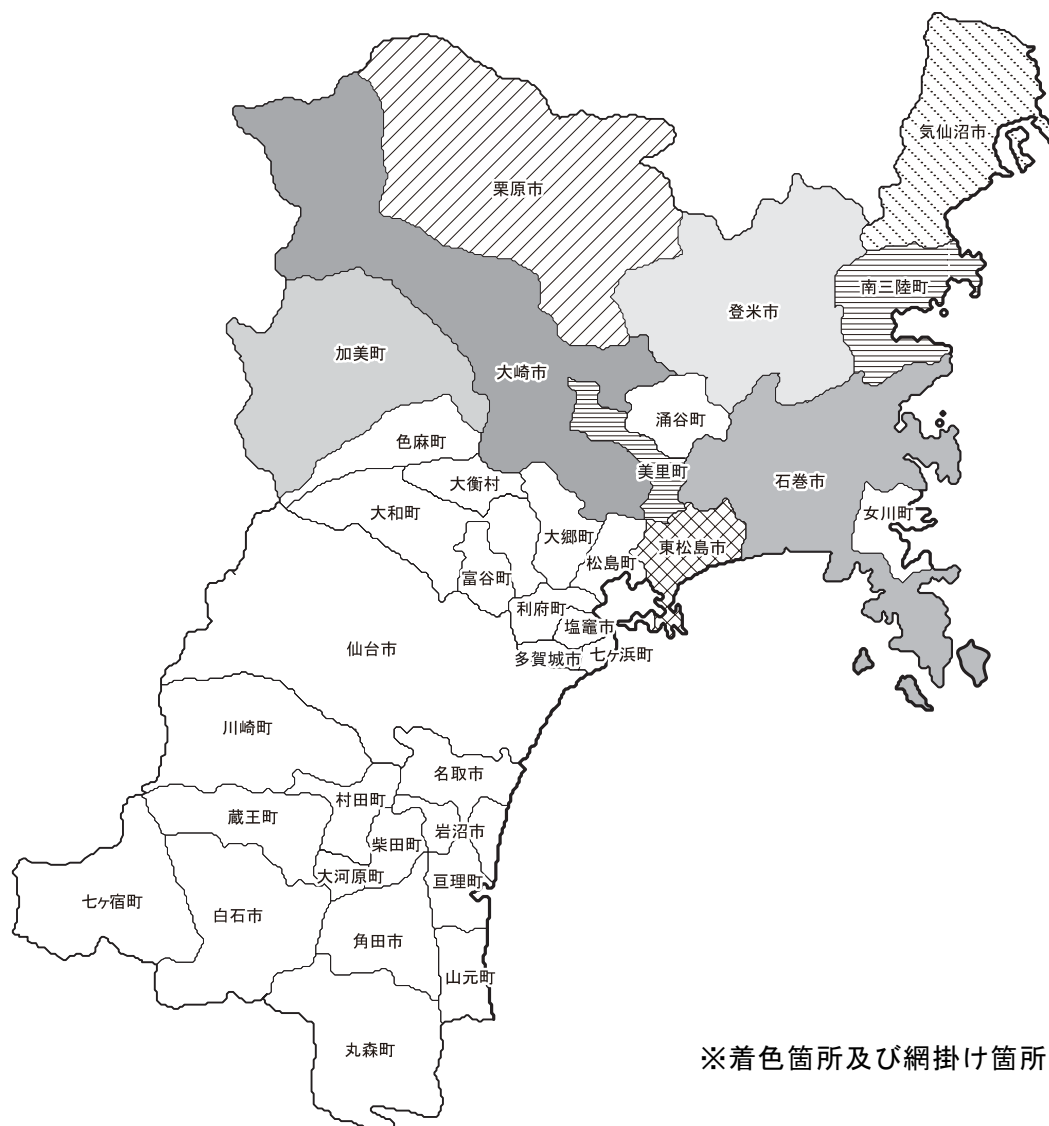 気仙沼市
栗原市
南三陸町
登米市
加美町
大崎市
涌谷町
色麻町
美里町
石巻市
大衡村
大和町
女川町
大郷町
東松島市
松島町
富谷町
利府町
塩竈市
仙台市
多賀城市
七ヶ浜町
川崎町
名取市
村田町
蔵王町
岩沼市
柴田町
大河原町
亘理町
七ヶ宿町
白石市
角田市
山元町
丸森町
※着色箇所及び網掛け箇所